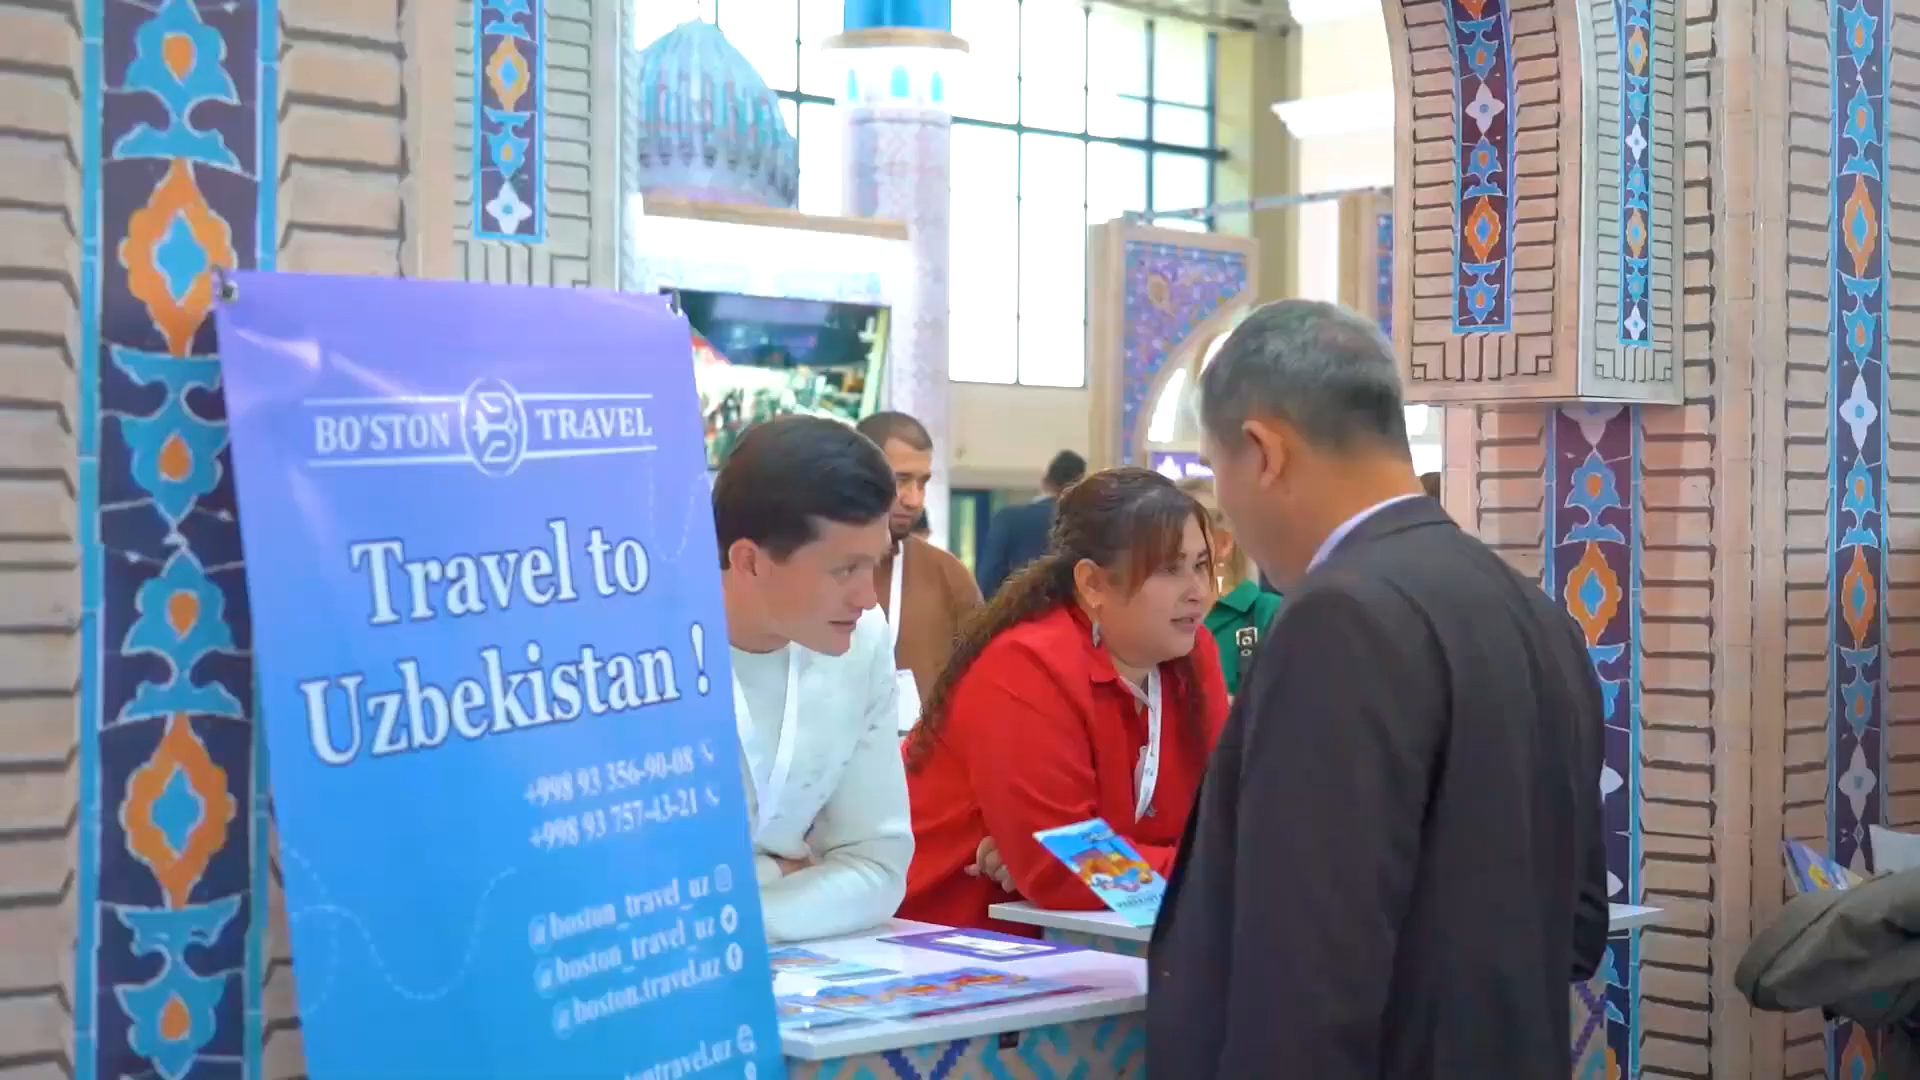 BO'STON TRAVEL
Travel to
Uzbekistan !
+998 93 356-90-08
+998 93 757-43-21
@boston_travel_uz
@boston_travel_uz
@boston.travel.uz